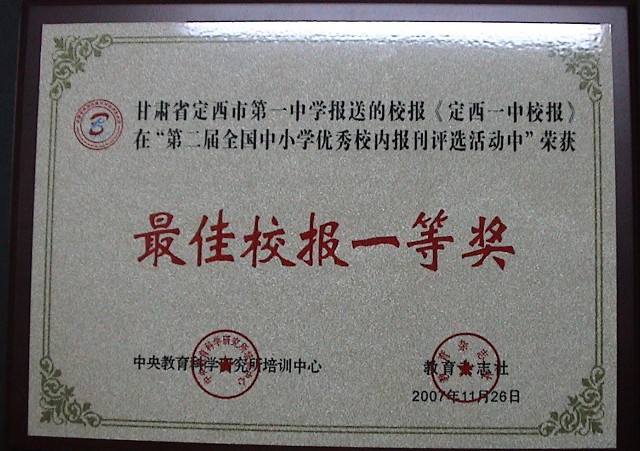 甘肃省定西市第一中学报送的校报《定西一中校报》
在“第二届全国中小学优秀校内报刊评选活动中”荣获
最佳校报一等奖
中央教育科学研究所培训中心
教育杂志社
2007年11月26日